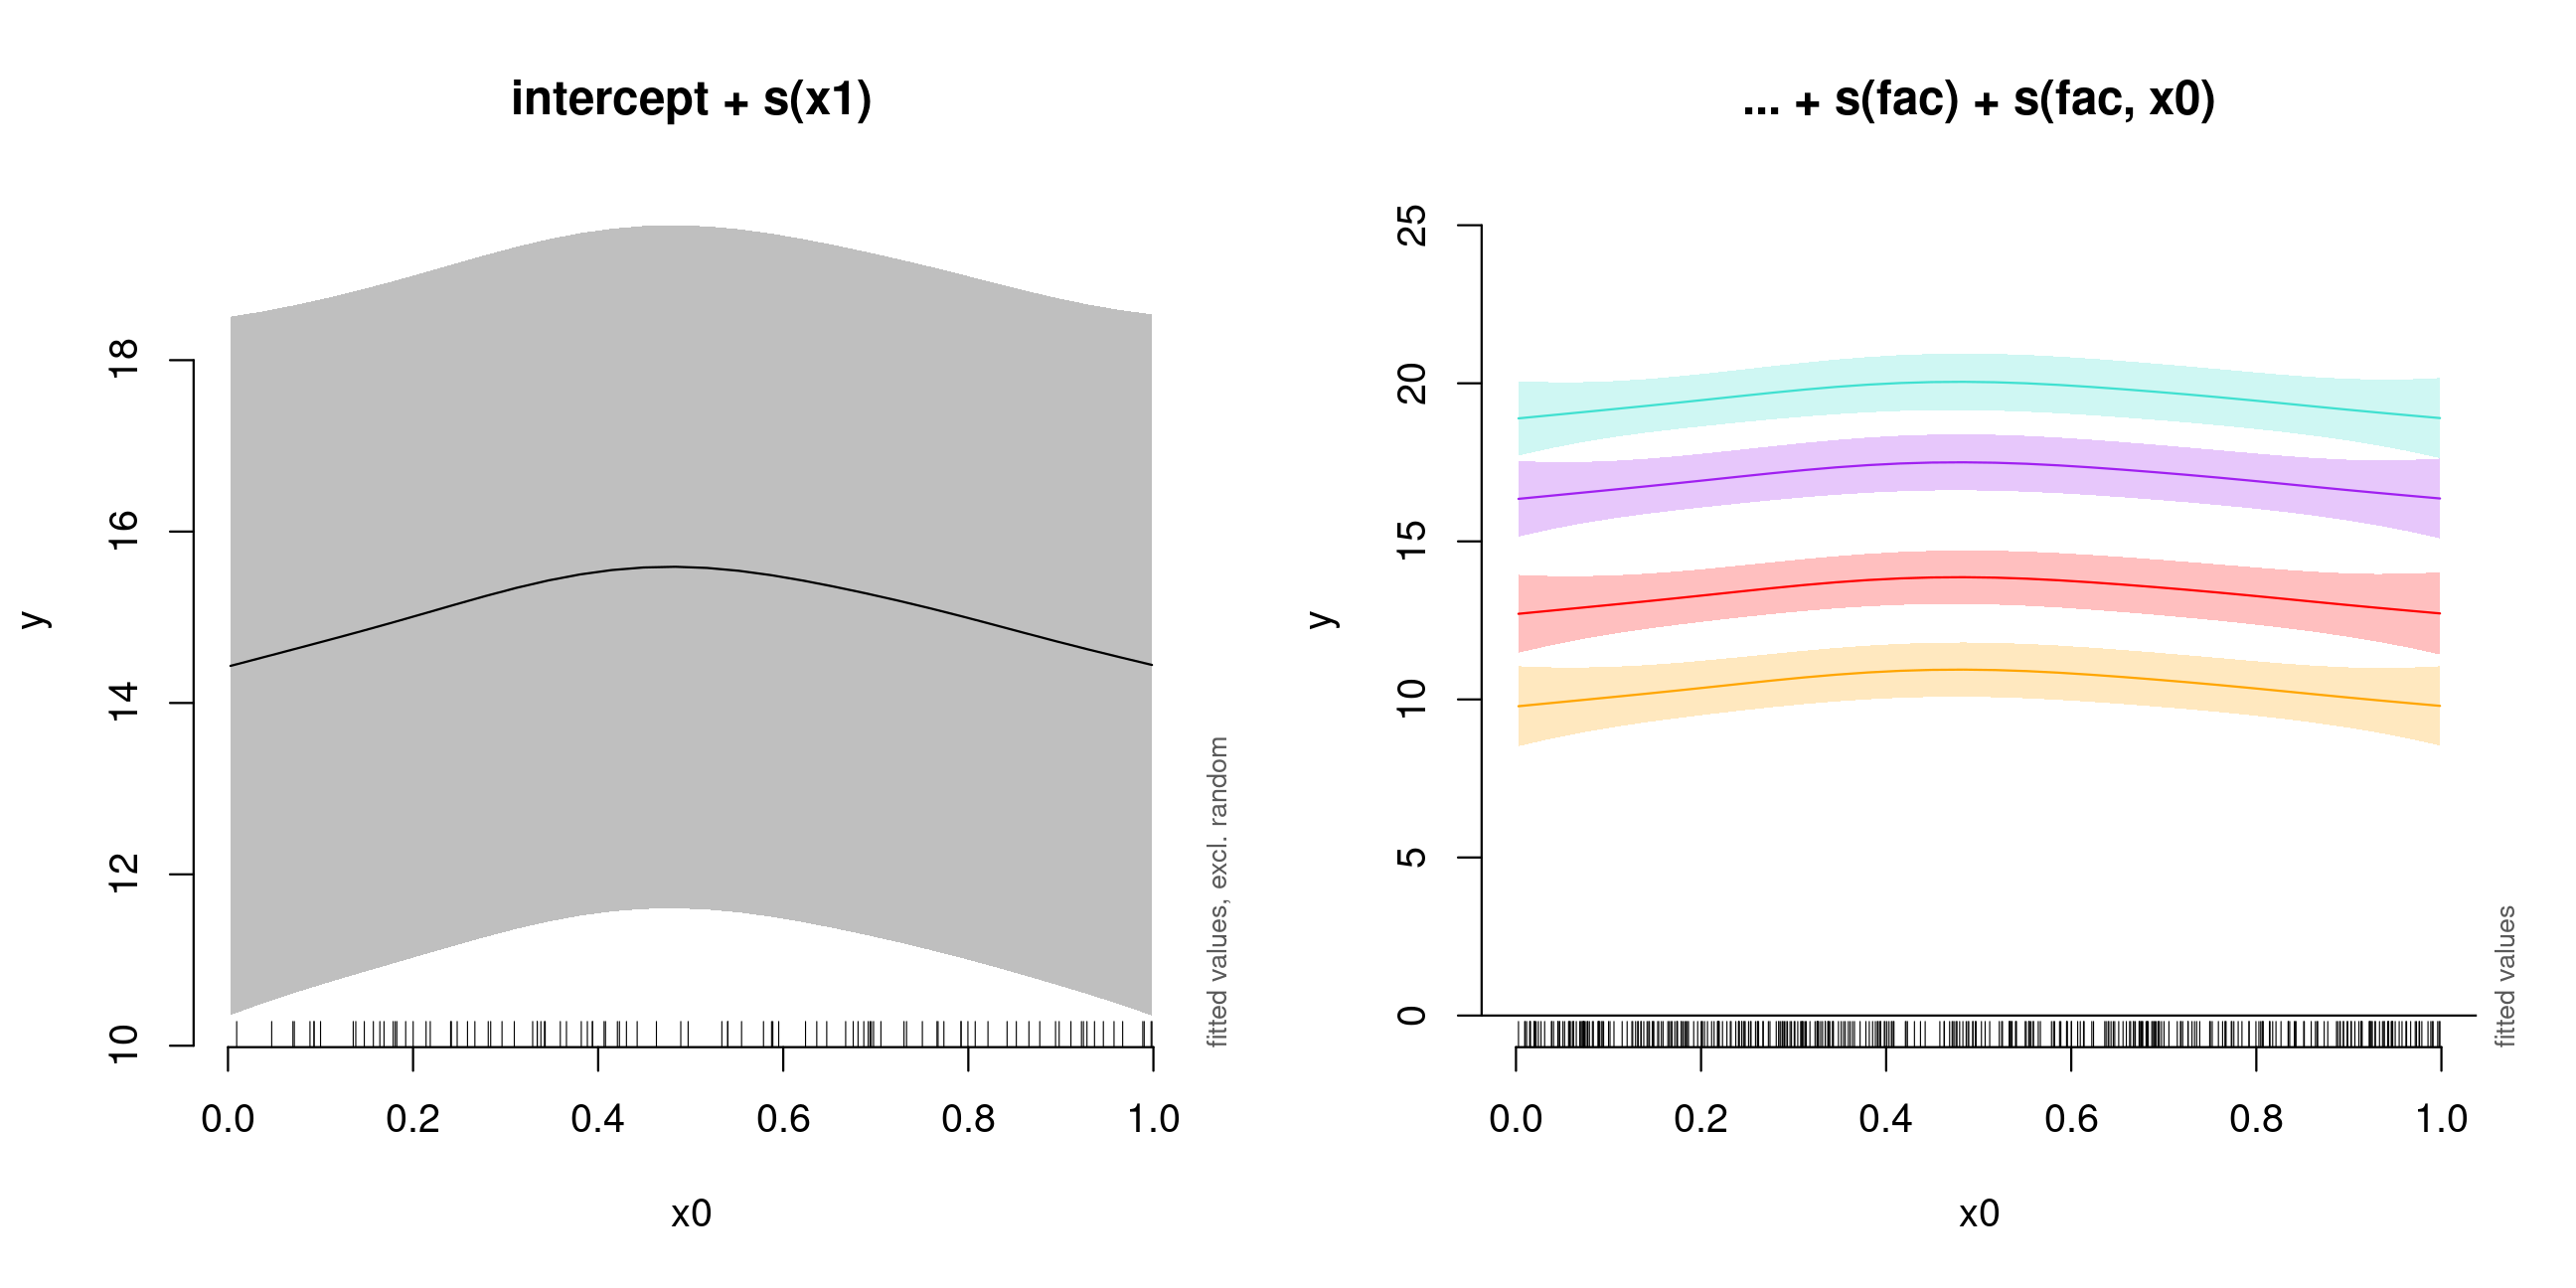 intercept + s(x1)
y
18
16
14
12
10
0.0 0.2 0.4 0.6 0.8 1.0
x0
fitted values, excl. random
... + s(fac) + s(fac, x0)
y
25
20
15
10
5
0
0.0 0.2 0.4 0.6 0.8 1.0
x0
fitted values